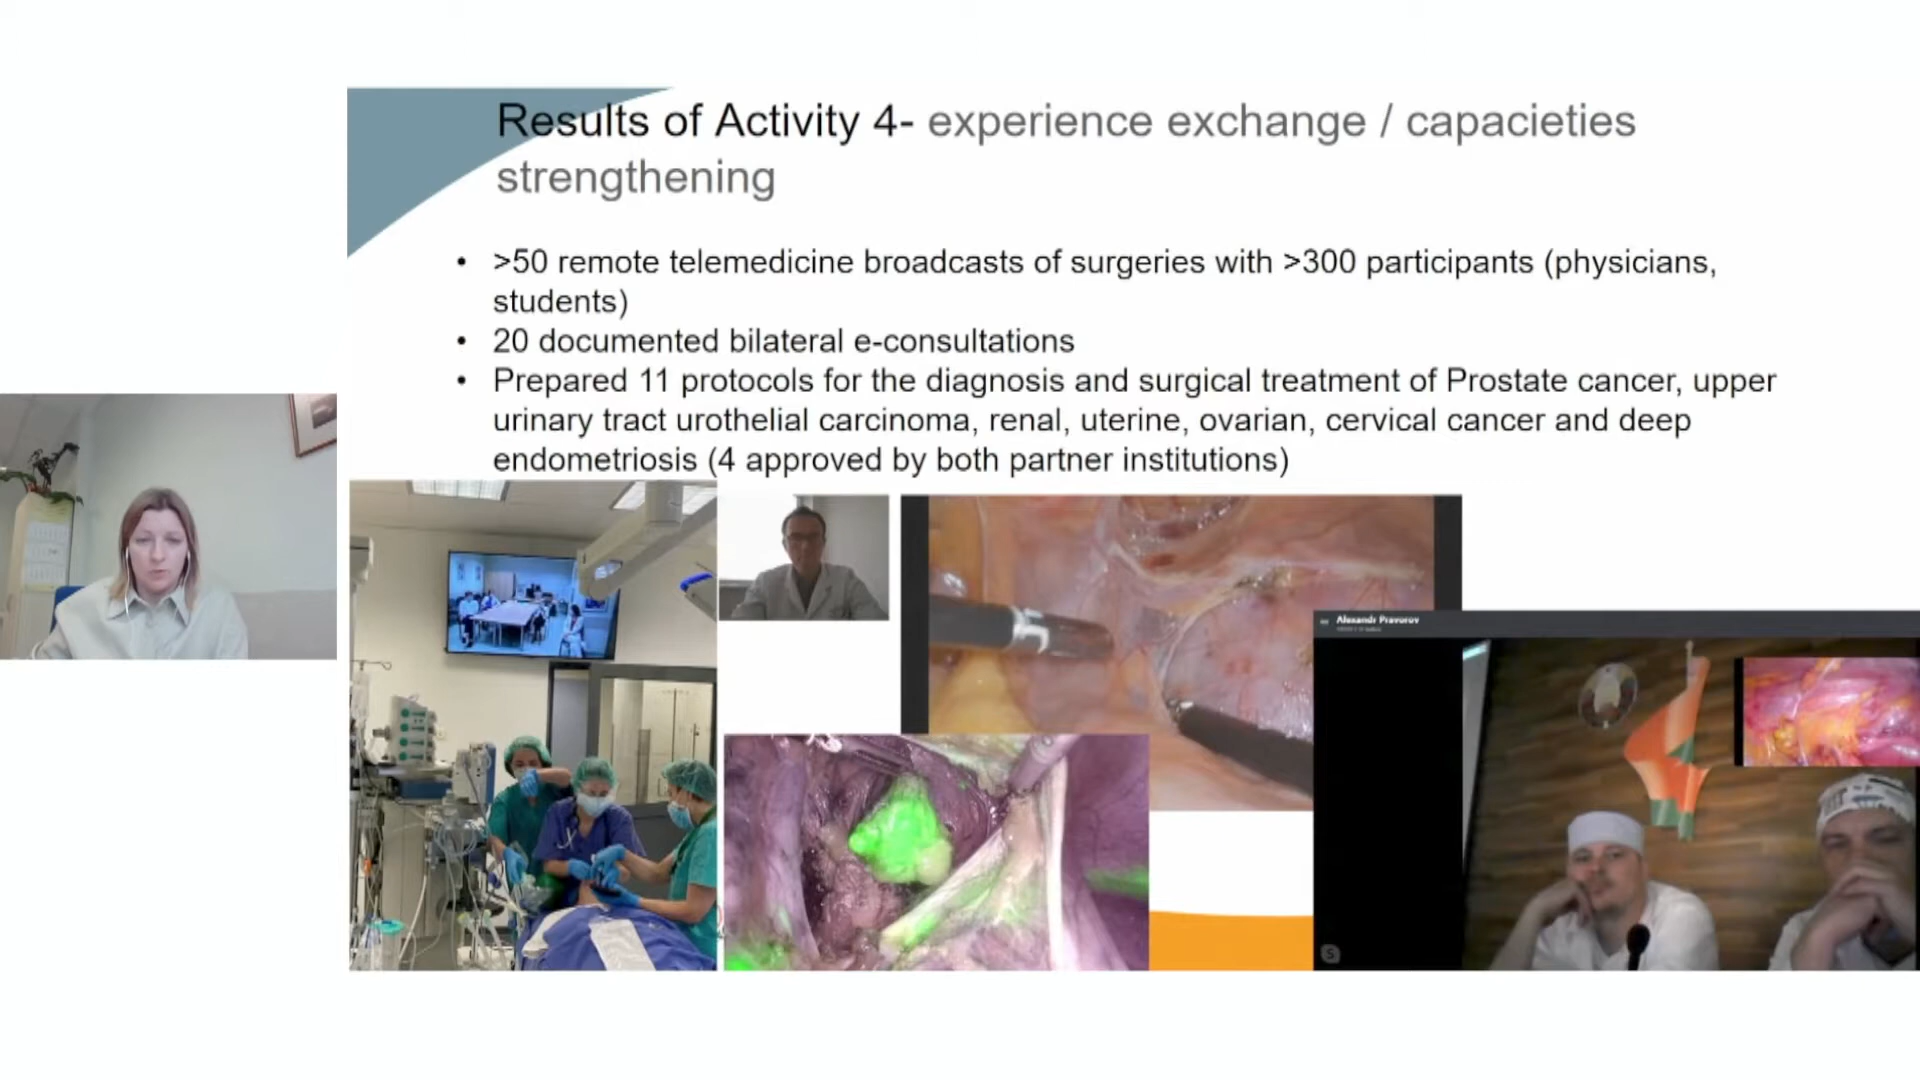 Results of Activity 4- experience exchange / capacieties
strengthening
• >50 remote telemedicine broadcasts of surgeries with >300 participants (physicians,
students)
• 20 documented bilateral e-consultations
• Prepared 11 protocols for the diagnosis and surgical treatment of Prostate cancer, upper
urinary tract urothelial carcinoma, renal, uterine, ovarian, cervical cancer and deep
endometriosis (4 approved by both partner institutions)
Alexandr Pravorov